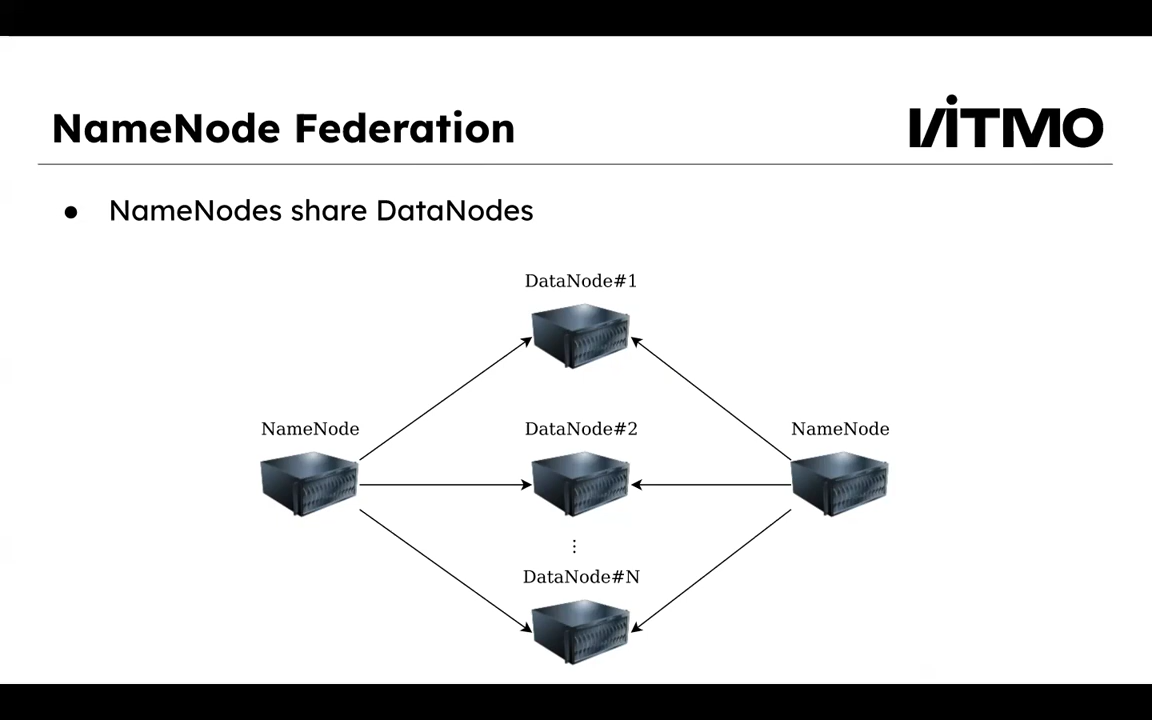 NameNode Federation
ITMO
● NameNodes share DataNodes
DataNode#1
NameNode
DataNode#2
NameNode
⋮
DataNode#N